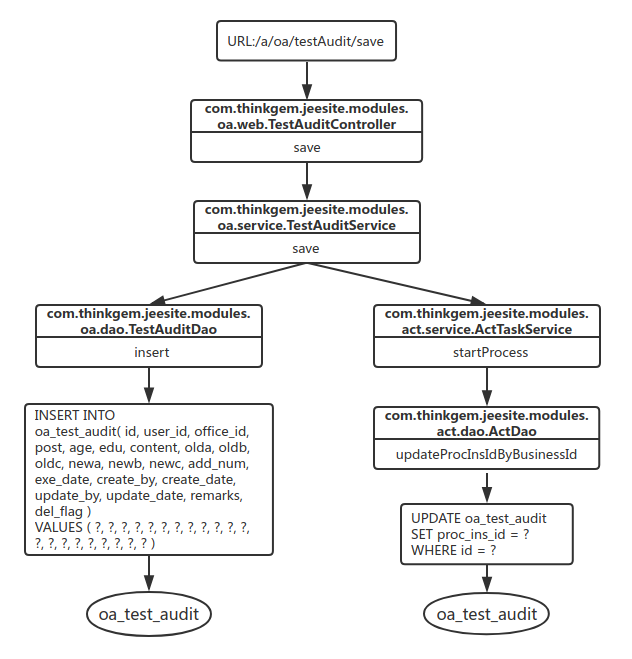 URL:/a/oa/testAudit/save
com.thinkgem.jeesite.modules.
oa.web.TestAuditController
save
com.thinkgem.jeesite.modules.
oa.service.TestAuditService
save
com.thinkgem.jeesite.modules.
oa.dao.TestAuditDao
insert
INSERT INTO
oa_test_audit( id, user_id, office_id,
post, age, edu, content, olda, oldb,
oldc, newa, newb, newc, add_num,
exe_date, create_by, create_date,
update_by, update_date, remarks,
del_flag )
VALUES ( ?, ?, ?, ?, ?, ?, ?, ?, ?, ?, ?, ?,
?, ?, ?, ?, ?, ?, ?, ?, ? )
oa_test_audit
com.thinkgem.jeesite.modules.
act.service.ActTaskService
startProcess
com.thinkgem.jeesite.modules.
act.dao.ActDao
updateProcInsIdByBusinessId
UPDATE oa_test_audit
SET proc_ins_id = ?
WHERE id = ?
oa_test_audit